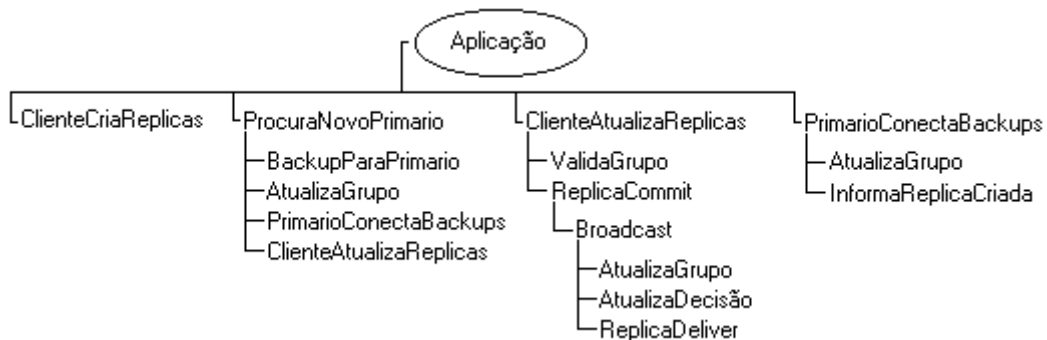 Aplicação
ClienteCriaReplicas
ProcuraNovoPrimario
BackupParaPrimario
AtualizaGrupo
PrimarioConectaBackups
ClienteAtualizaReplicas
ClienteAtualizaReplicas
ValidaGrupo
ReplicaCommit
Broadcast
AtualizaGrupo
AtualizaDecisão
ReplicaDeliver
PrimarioConectaBackups
AtualizaGrupo
InformaReplicaCriada